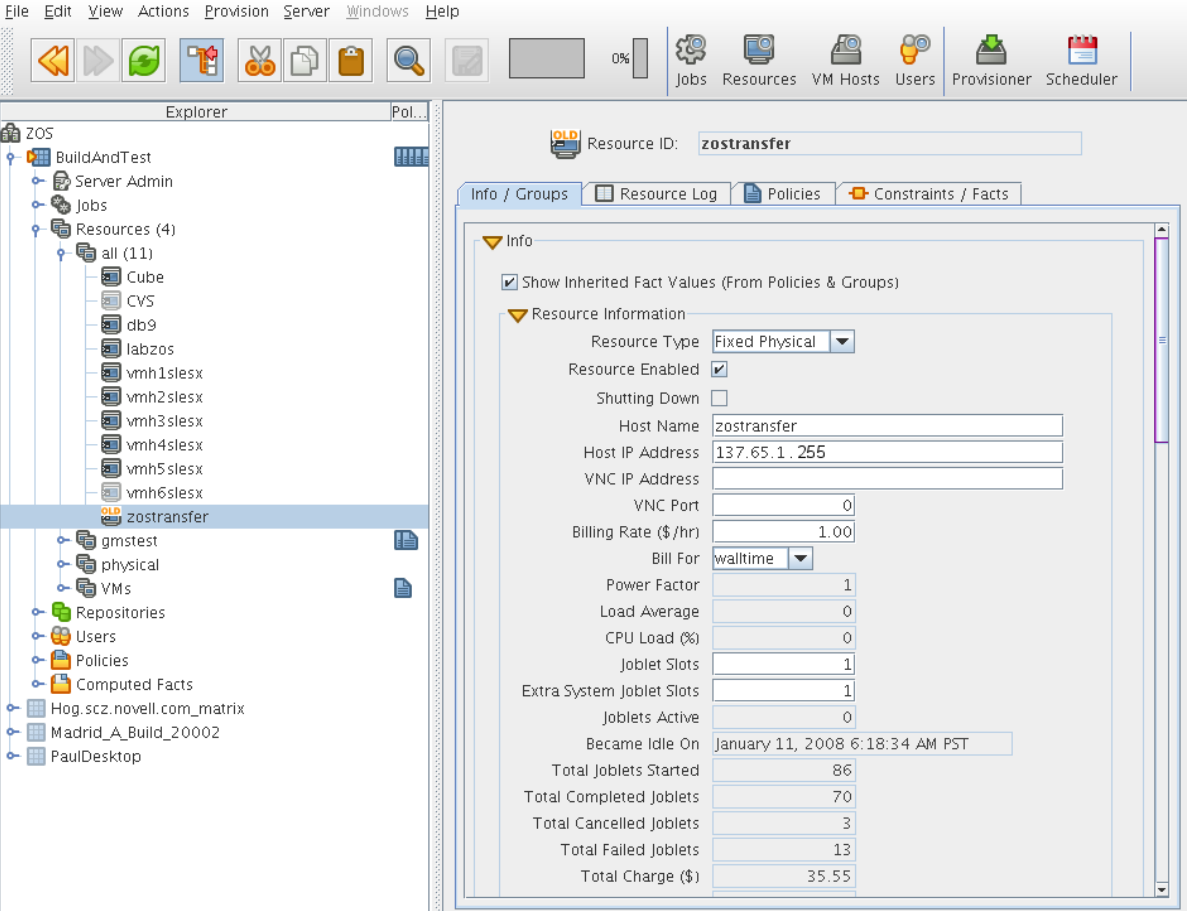 File Edit View Actions Provision Server Windows Help
0%
Jobs Resources VM Hosts Users Provisioner Scheduler
Explorer Pol...
ZOS
BuildAndTest
Server Admin
Jobs
Resources (4)
all (11)
Cube
CVS
db9
labzos
vmh1slesx
vmh2slesx
vmh3slesx
vmh4slesx
vmh5slesx
vmh6slesx
OLD zostransfer
gmstest
physical
VMs
Repositories
Users
Policies
Computed Facts
Hog.scz.novell.com_matrix
Madrid_A_Build_20002
PaulDesktop
OLD Resource ID: zostransfer
Info / Groups Resource Log Policies Constraints / Facts
Info
Show Inherited Fact Values (From Policies & Groups)
Resource Information
Resource Type Fixed Physical
Resource Enabled
Shutting Down
Host Name zostransfer
Host IP Address 137.65.1.255
VNC IP Address
VNC Port 0
Billing Rate ($/hr) 1.00
Bill For walltime
Power Factor 1
Load Average 0
CPU Load (%) 0
Joblet Slots 1
Extra System Joblet Slots 1
Joblets Active 0
Became Idle On January 11, 2008 6:18:34 AM PST
Total Joblets Started 86
Total Completed Joblets 70
Total Cancelled Joblets 3
Total Failed Joblets 13
Total Charge ($) 35.55